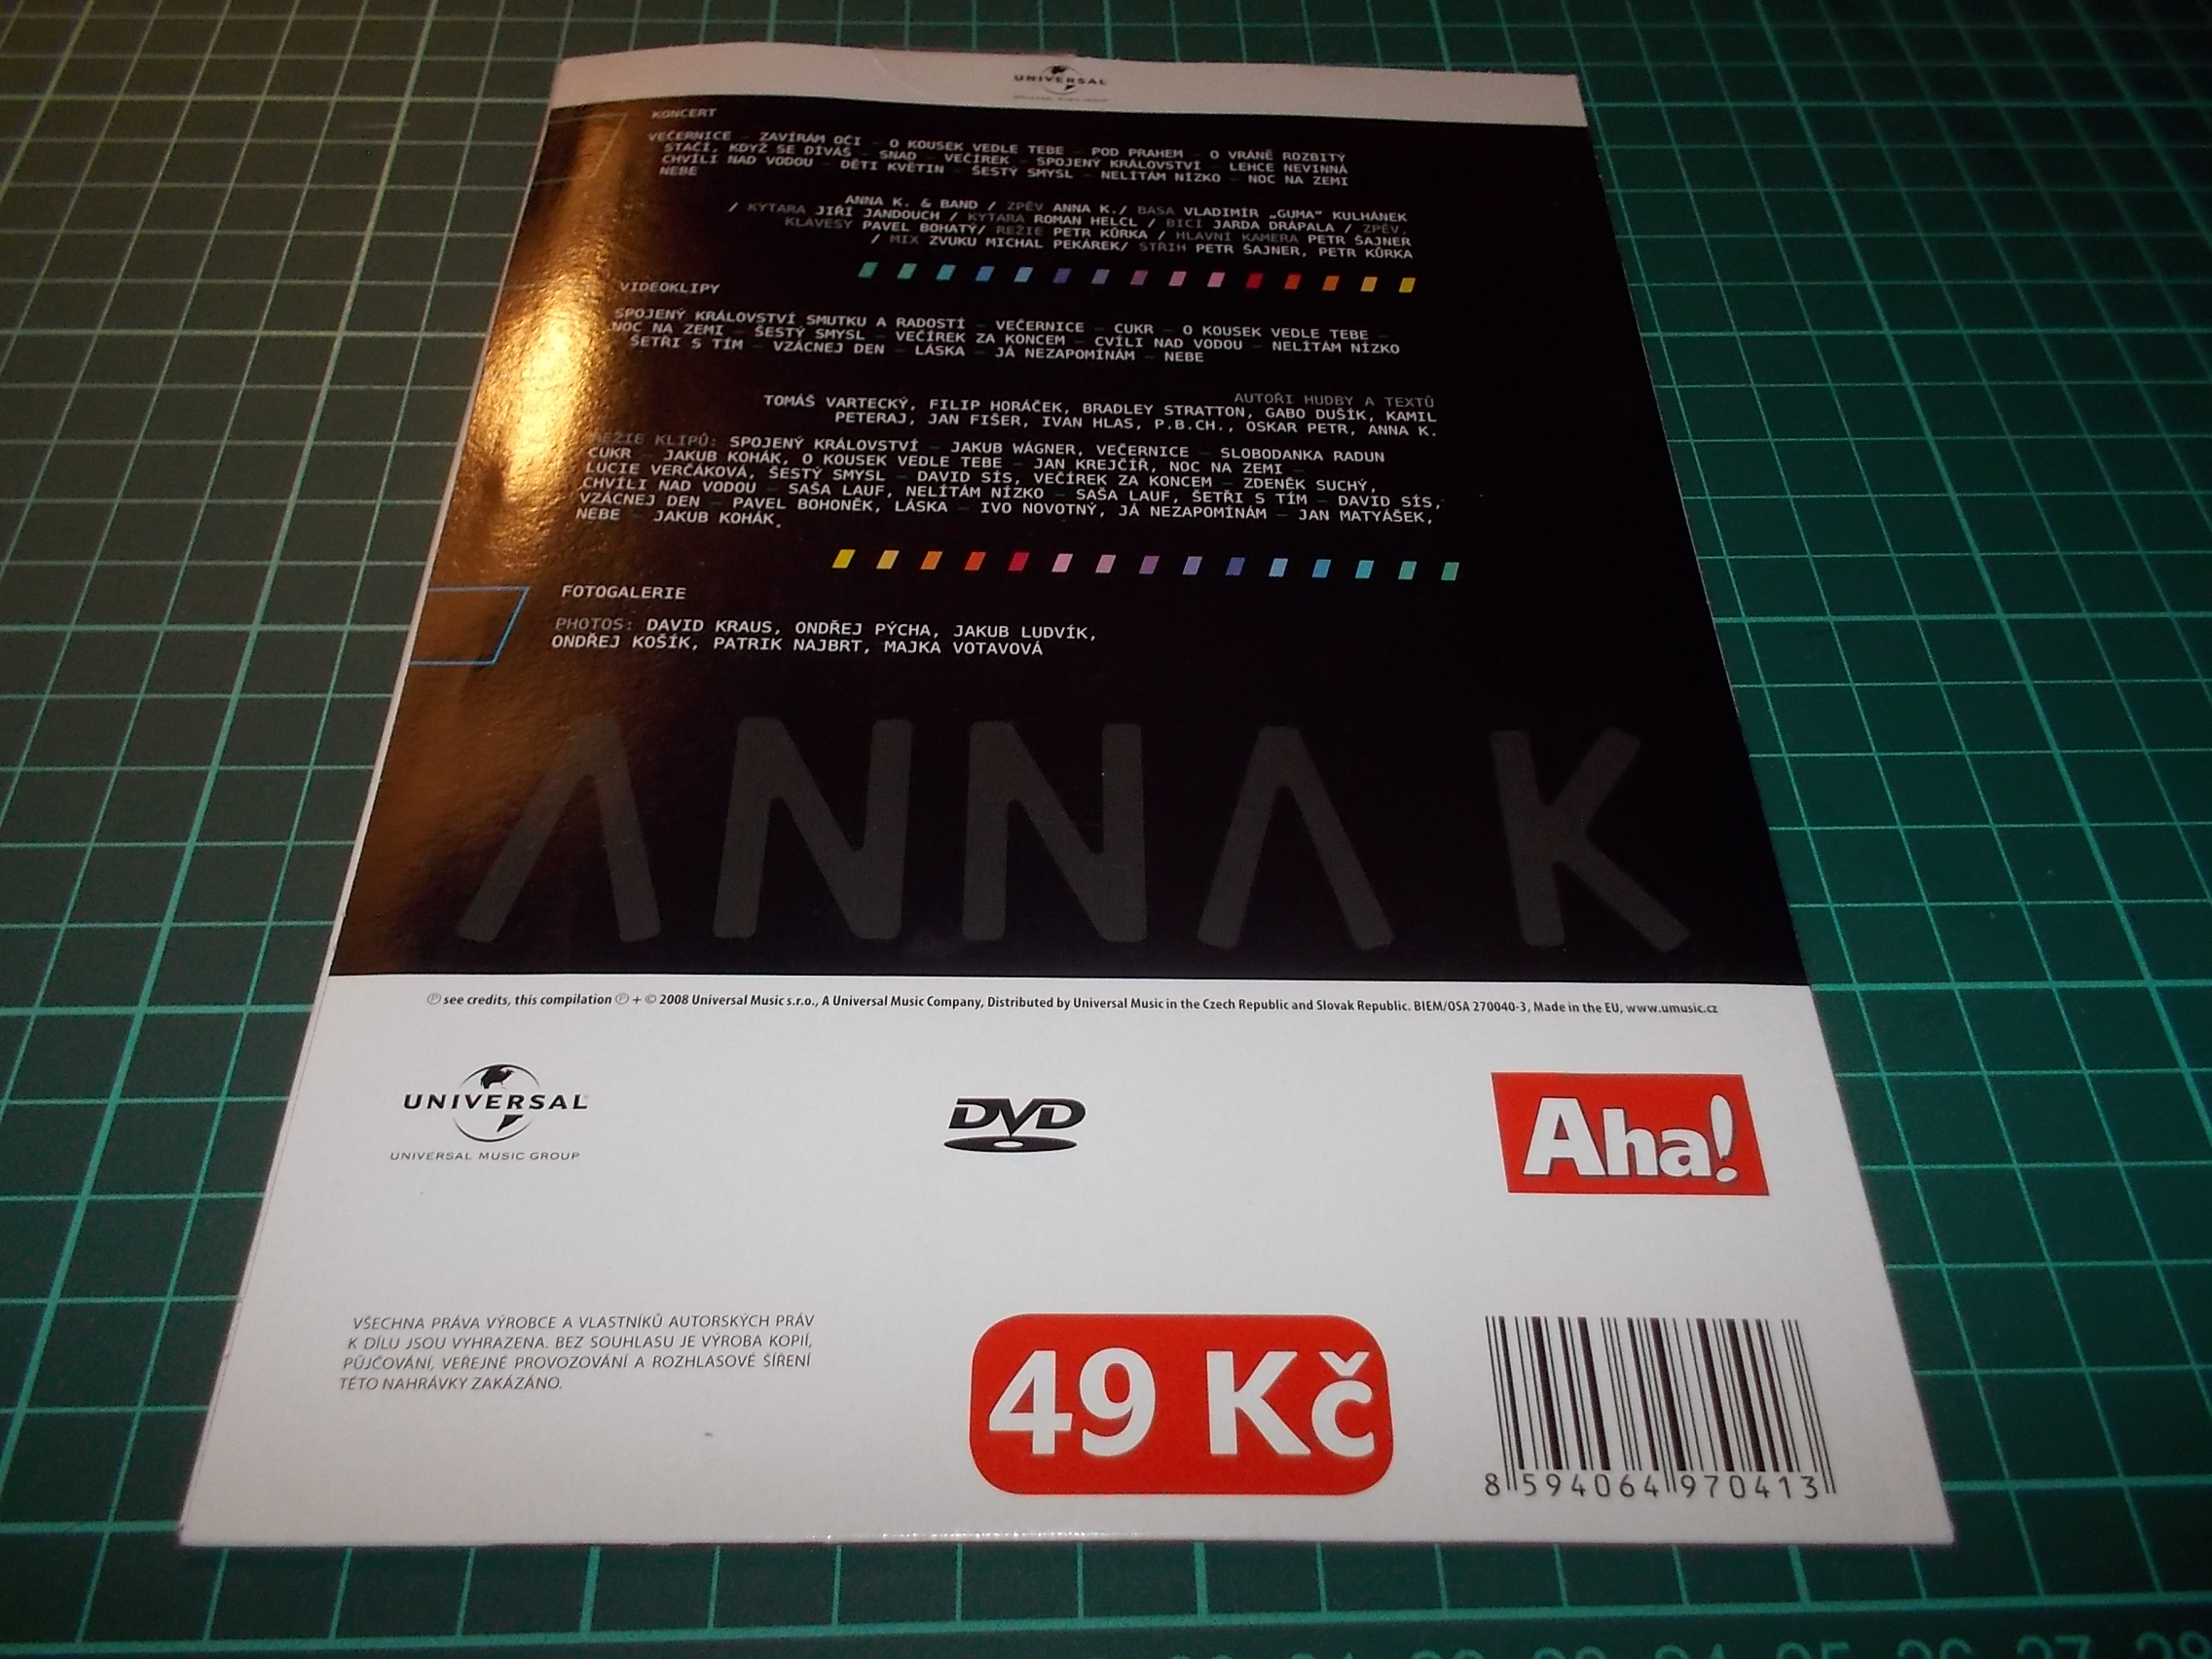 UNIVERSAL
KONCERT
VEČERNICE – ZAVÍRÁM OČI – O KOUSEK VEDLE TEBE – POD PRAHEM – O VRÁNĚ ROZBITÝ
STAČÍ, KDYŽ SE DÍVÁŠ – SNAD – VEČÍREK – SPOJENÝ KRÁLOVSTVÍ – LEHCE NEVINNÁ
CHVÍLI NAD VODOU – DĚTI KVĚTIN – ŠESTÝ SMYSL – NELÍTÁM NÍZKO – NOC NA ZEMI
NEBE
ANNA K. & BAND / ZPĚV ANNA K./ BASA VLADIMÍR „GUMA" KULHÁNEK
/ KYTARA JIŘÍ JANDOUCH / KYTARA ROMAN HELCL / BICÍ JARDA DRÁPALA / ZPĚV,
KLÁVESY PAVEL BOHATÝ/ REŽIE PETR KŮRKA / HLAVNÍ KAMERA PETR ŠAJNER
/ MIX ZVUKU MICHAL PEKÁREK/ STŘIH PETR ŠAJNER, PETR KŮRKA
VIDEOKLIPY
SPOJENÝ KRÁLOVSTVÍ SMUTKU A RADOSTÍ – VEČERNICE – CUKR – O KOUSEK VEDLE TEBE –
NOC NA ZEMI – ŠESTÝ SMYSL – VEČÍREK ZA KONCEM – CVÍLI NAD VODOU – NELÍTÁM NÍZKO
ŠETŘI S TÍM – VZÁCNEJ DEN – LÁSKA – JÁ NEZAPOMÍNÁM – NEBE
AUTOŘI HUDBY A TEXTŮ
TOMÁŠ VARTECKÝ, FILIP HORÁČEK, BRADLEY STRATTON, GABO DUŠÍK, KAMIL
PETERAJ, JAN FIŠER, IVAN HLAS, P.B.CH., OSKAR PETR, ANNA K.
REŽIE KLIPŮ: SPOJENÝ KRÁLOVSTVÍ – JAKUB WÁGNER, VEČERNICE – SLOBODANKA RADUN
CUKR – JAKUB KOHÁK, O KOUSEK VEDLE TEBE – JAN KREJČÍŘ, NOC NA ZEMI –
LUCIE VERČÁKOVÁ, ŠESTÝ SMYSL – DAVID SÍS, VEČÍREK ZA KONCEM – ZDENĚK SUCHÝ,
CHVÍLI NAD VODOU – SAŠA LAUF, NELÍTÁM NÍZKO – SAŠA LAUF, ŠETŘI S TÍM – DAVID SÍS,
VZÁCNEJ DEN – PAVEL BOHONĚK, LÁSKA – IVO NOVOTNÝ, JÁ NEZAPOMÍNÁM – JAN MATYÁŠEK,
NEBE – JAKUB KOHÁK.
FOTOGALERIE
PHOTOS: DAVID KRAUS, ONDŘEJ PÝCHA, JAKUB LUDVÍK,
ONDŘEJ KOŠÍK, PATRIK NAJBRT, MAJKA VOTAVOVÁ
ANNA K
Ⓟ see credits, this compilation Ⓟ + © 2008 Universal Music s.r.o., A Universal Music Company, Distributed by Universal Music in the Czech Republic and Slovak Republic. BIEM/OSA 270040-3, Made in the EU, www.umusic.cz
UNIVERSAL
UNIVERSAL MUSIC GROUP
DVD
Aha!
VŠECHNA PRÁVA VÝROBCE A VLASTNÍKŮ AUTORSKÝCH PRÁV
K DÍLU JSOU VYHRAZENA. BEZ SOUHLASU JE VÝROBA KOPIÍ,
PŮJČOVÁNÍ, VEŘEJNÉ PROVOZOVÁNÍ A ROZHLASOVÉ ŠÍŘENÍ
TÉTO NAHRÁVKY ZAKÁZÁNO.
49 Kč
8 594064 970413